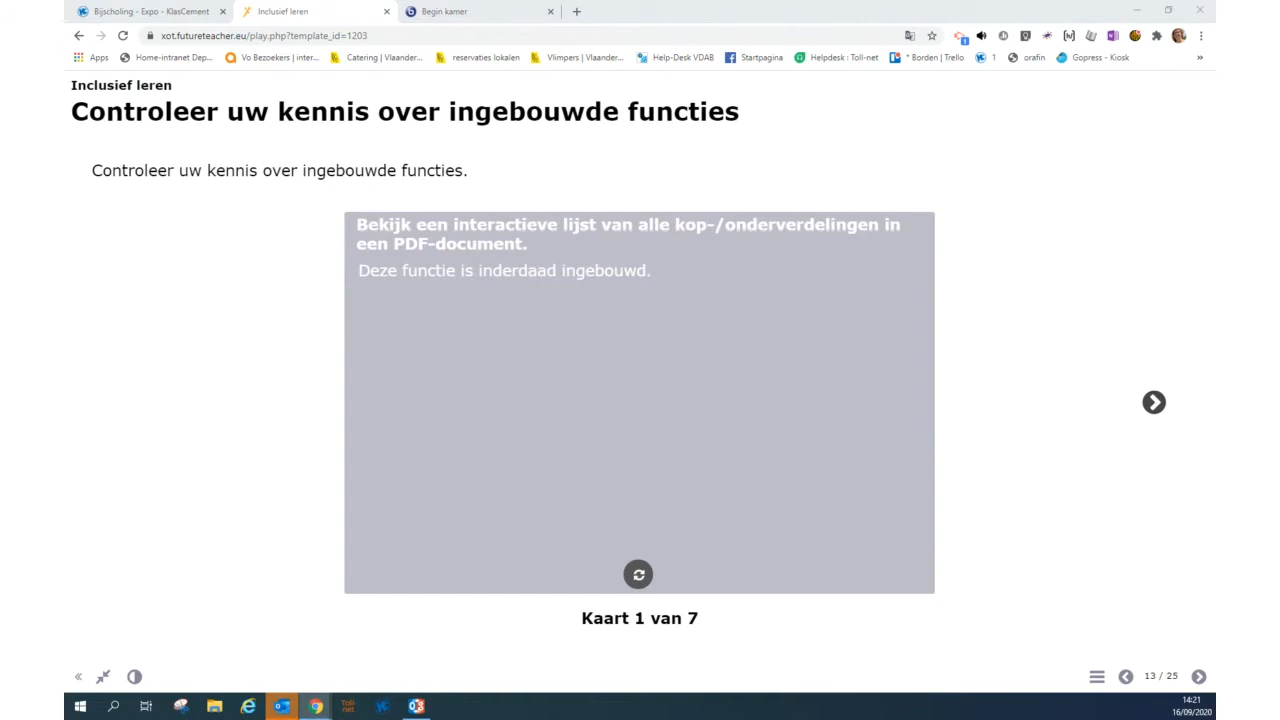 Bijscholing - Expo - KlasCement
Inclusief leren
Begin kamer
xot.futureteacher.eu/play.php?template_id=1203
Apps
Home-intranet Dep...
Vo Bezoekers | inter...
Catering | Vlaander...
reservaties lokalen
Vlimpers | Vlaander...
Help-Desk VDAB
Startpagina
Helpdesk : Toll-net
* Borden | Trello
1
orafin
Gopress - Kiosk
»
Inclusief leren
Controleer uw kennis over ingebouwde functies
Controleer uw kennis over ingebouwde functies.
Bekijk een interactieve lijst van alle kop-/onderverdelingen in
een PDF-document.
Deze functie is inderdaad ingebouwd.
Kaart 1 van 7
«
13 / 25
Toll-
net
14:21
16/09/2020